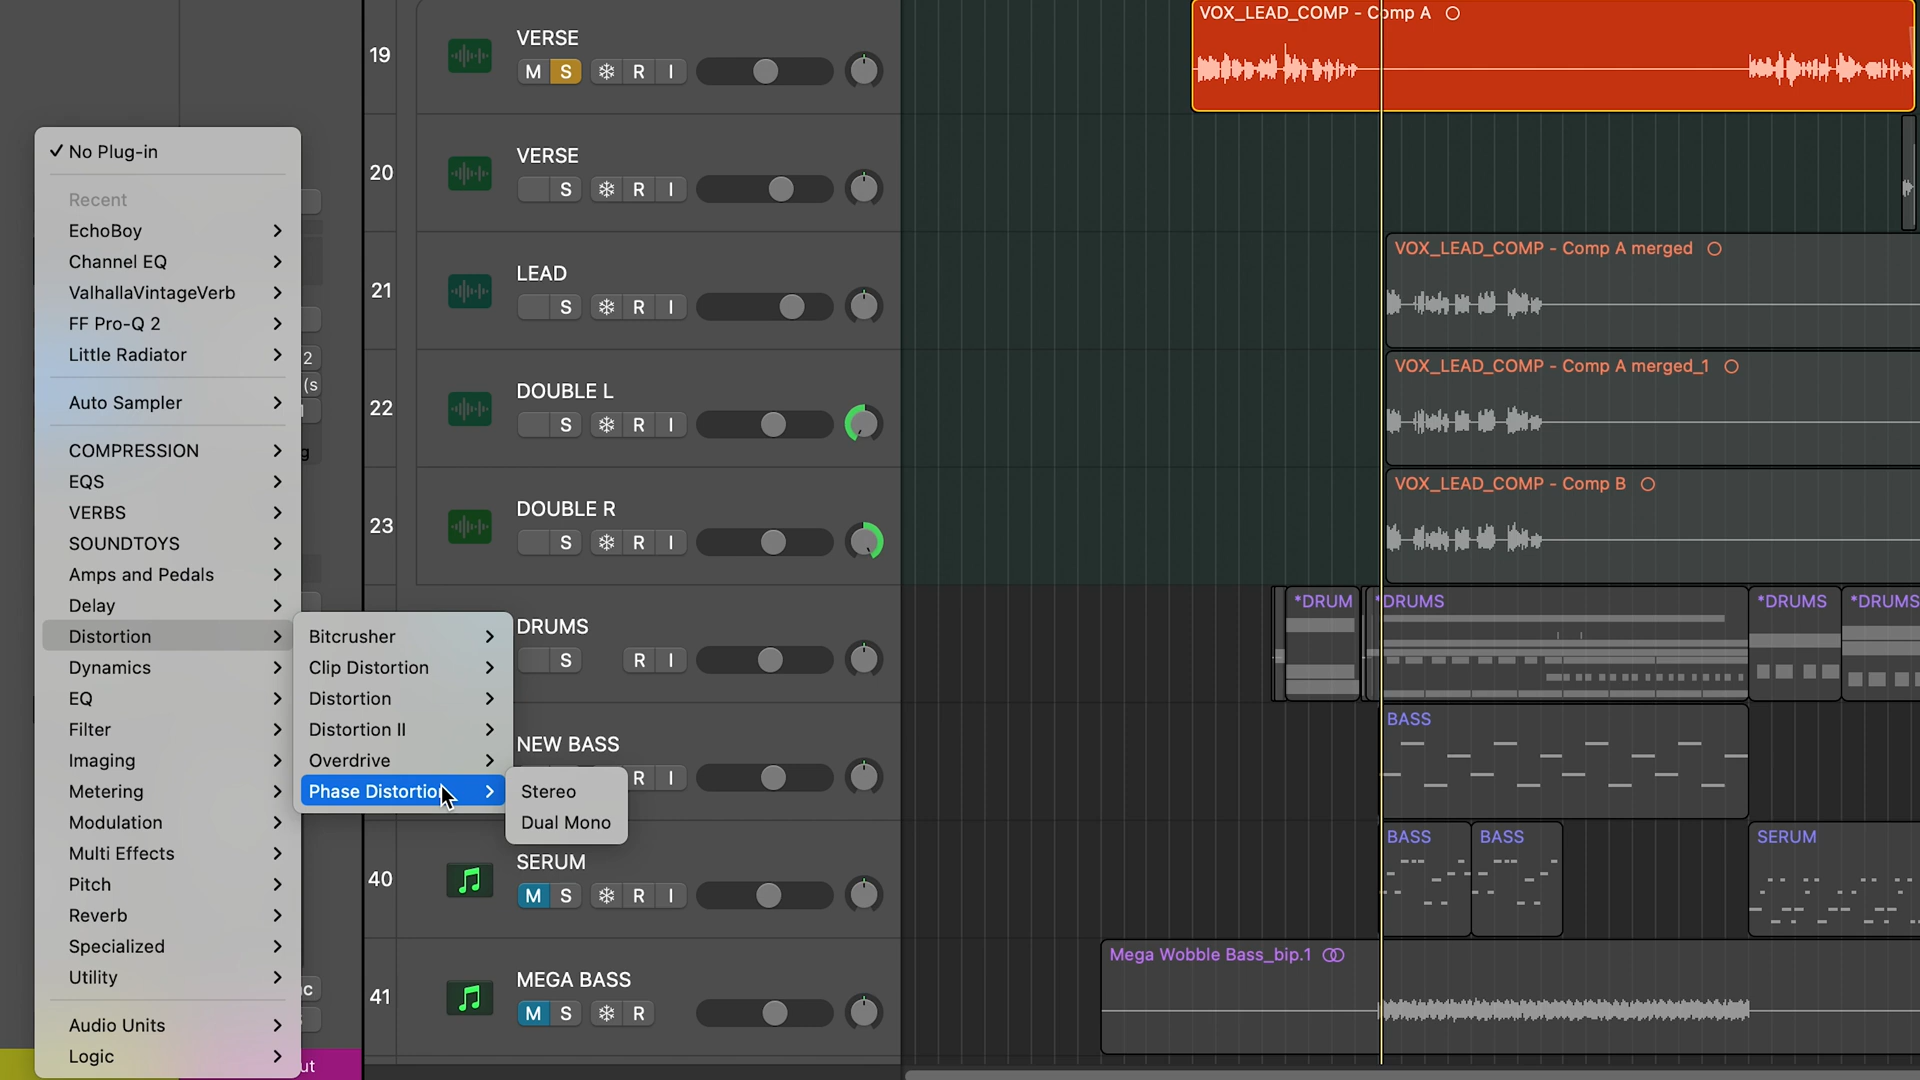 No Plug-in
Recent
EchoBoy
Channel EQ
ValhallaVintageVerb
FF Pro-Q 2
Little Radiator
Auto Sampler
COMPRESSION
EQS
VERBS
SOUNDTOYS
Amps and Pedals
Delay
Distortion
Dynamics
EQ
Filter
Imaging
Metering
Modulation
Multi Effects
Pitch
Reverb
Specialized
Utility
Audio Units
Logic
2
(s
g
c
ut
Bitcrusher
Clip Distortion
Distortion
Distortion II
Overdrive
Phase Distortion
Stereo
Dual Mono
19
VERSE
M S R I
20
VERSE
S R I
21
LEAD
S R I
22
DOUBLE L
S R I
23
DOUBLE R
S R I
DRUMS
S R I
NEW BASS
R I
40
SERUM
M S R I
41
MEGA BASS
M S R
VOX_LEAD_COMP - Comp A
VOX_LEAD_COMP - Comp A merged
VOX_LEAD_COMP - Comp A merged_1
VOX_LEAD_COMP - Comp B
*DRUM *DRUMS *DRUMS *DRUMS
BASS
BASS BASS SERUM
Mega Wobble Bass_bip.1